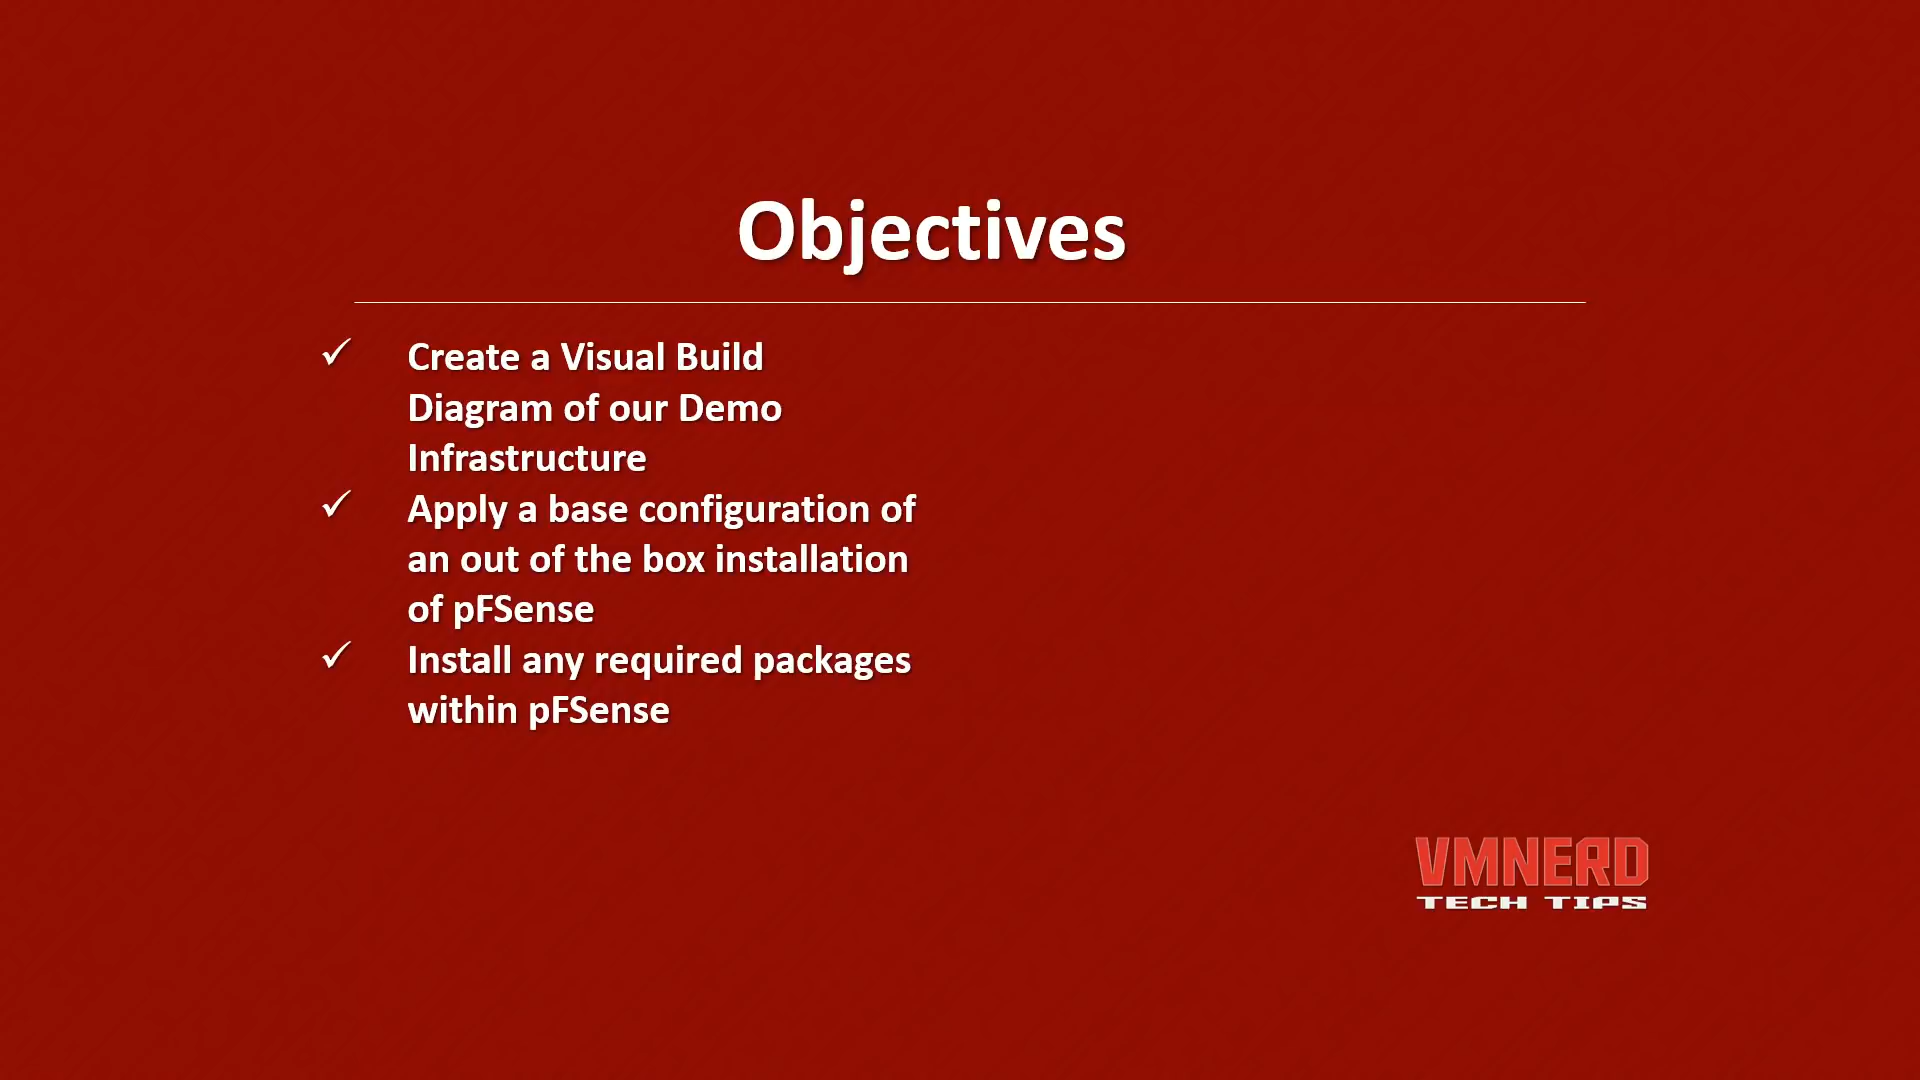 Objectives
✓ Create a Visual Build
Diagram of our Demo
Infrastructure
✓ Apply a base configuration of
an out of the box installation
of pFSense
✓ Install any required packages
within pFSense
VMNERD
TECH TIPS